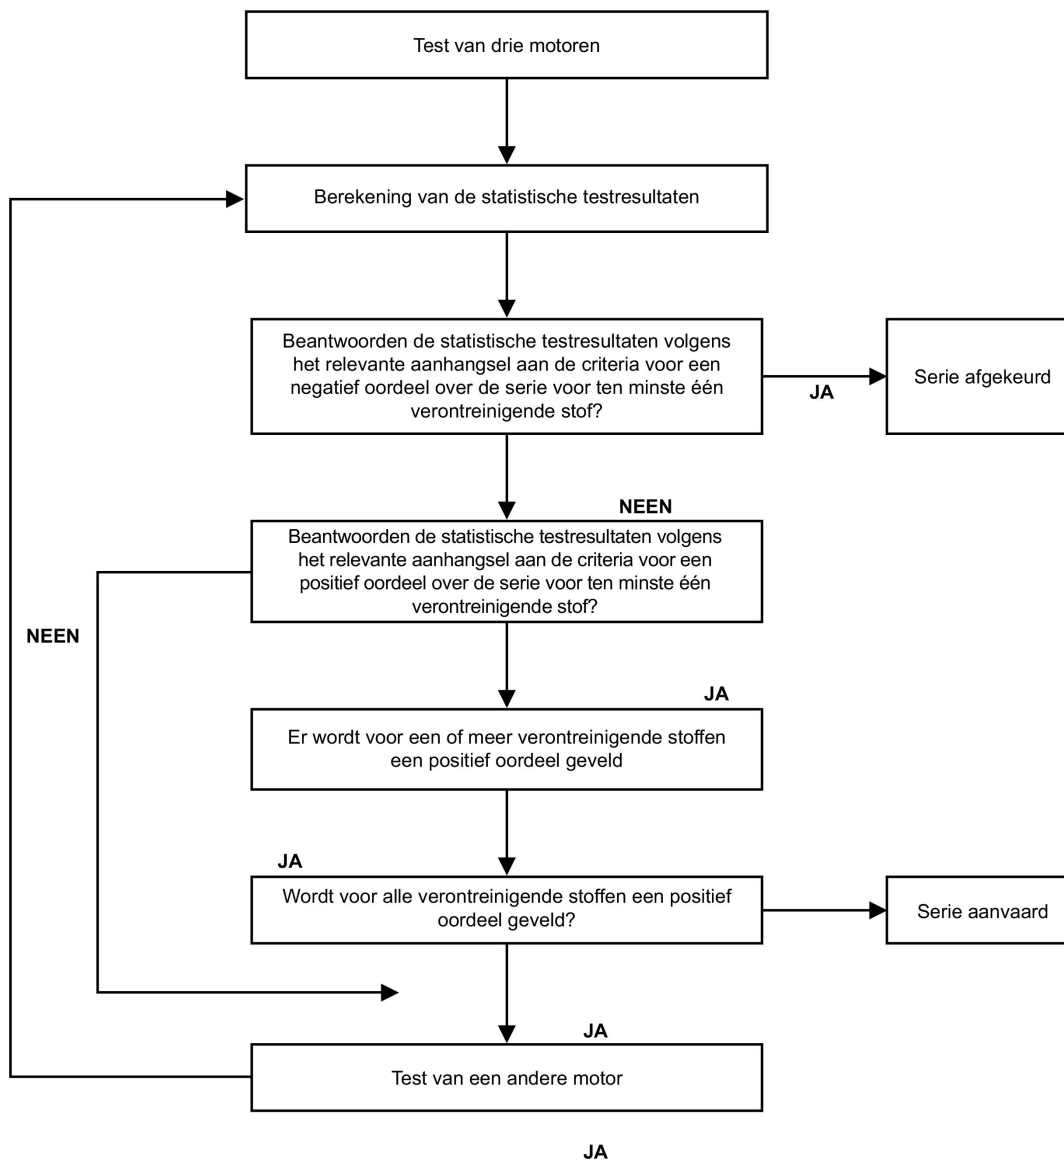 Test van drie motoren
Berekening van de statistische testresultaten
Beantwoorden de statistische testresultaten volgens
het relevante aanhangsel aan de criteria voor een
negatief oordeel over de serie voor ten minste één
verontreinigende stof?
JA
Serie afgekeurd
NEEN
Beantwoorden de statistische testresultaten volgens
het relevante aanhangsel aan de criteria voor een
positief oordeel over de serie voor ten minste één
verontreinigende stof?
NEEN
JA
Er wordt voor een of meer verontreinigende stoffen
een positief oordeel geveld
JA
Wordt voor alle verontreinigende stoffen een positief
oordeel geveld?
Serie aanvaard
JA
Test van een andere motor
JA